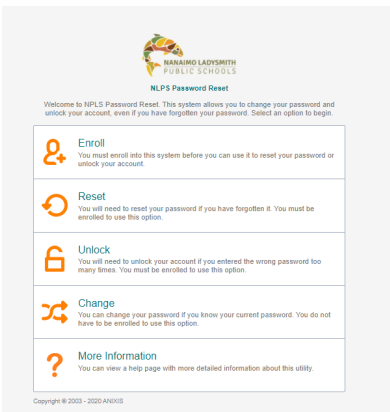 NANAIMO LADYSMITH
PUBLIC SCHOOLS
NLPS Password Reset
Welcome to NPLS Password Reset. This system allows you to change your password and
unlock your account, even if you have forgotten your password. Select an option to begin.
Enroll
You must enroll into this system before you can use it to reset your password or
unlock your account.
Reset
You will need to reset your password if you have forgotten it. You must be
enrolled to use this option.
Unlock
You will need to unlock your account if you entered the wrong password too
many times. You must be enrolled to use this option.
Change
You can change your password if you know your current password. You do not
have to be enrolled to use this option.
More Information
You can view a help page with more detailed information about this utility.
Copyright © 2003 - 2020 ANIXIS